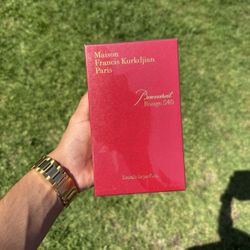 Maison
Francis Kurkdjian
Paris
Baccarat
Rouge 540
Extrait de parfum